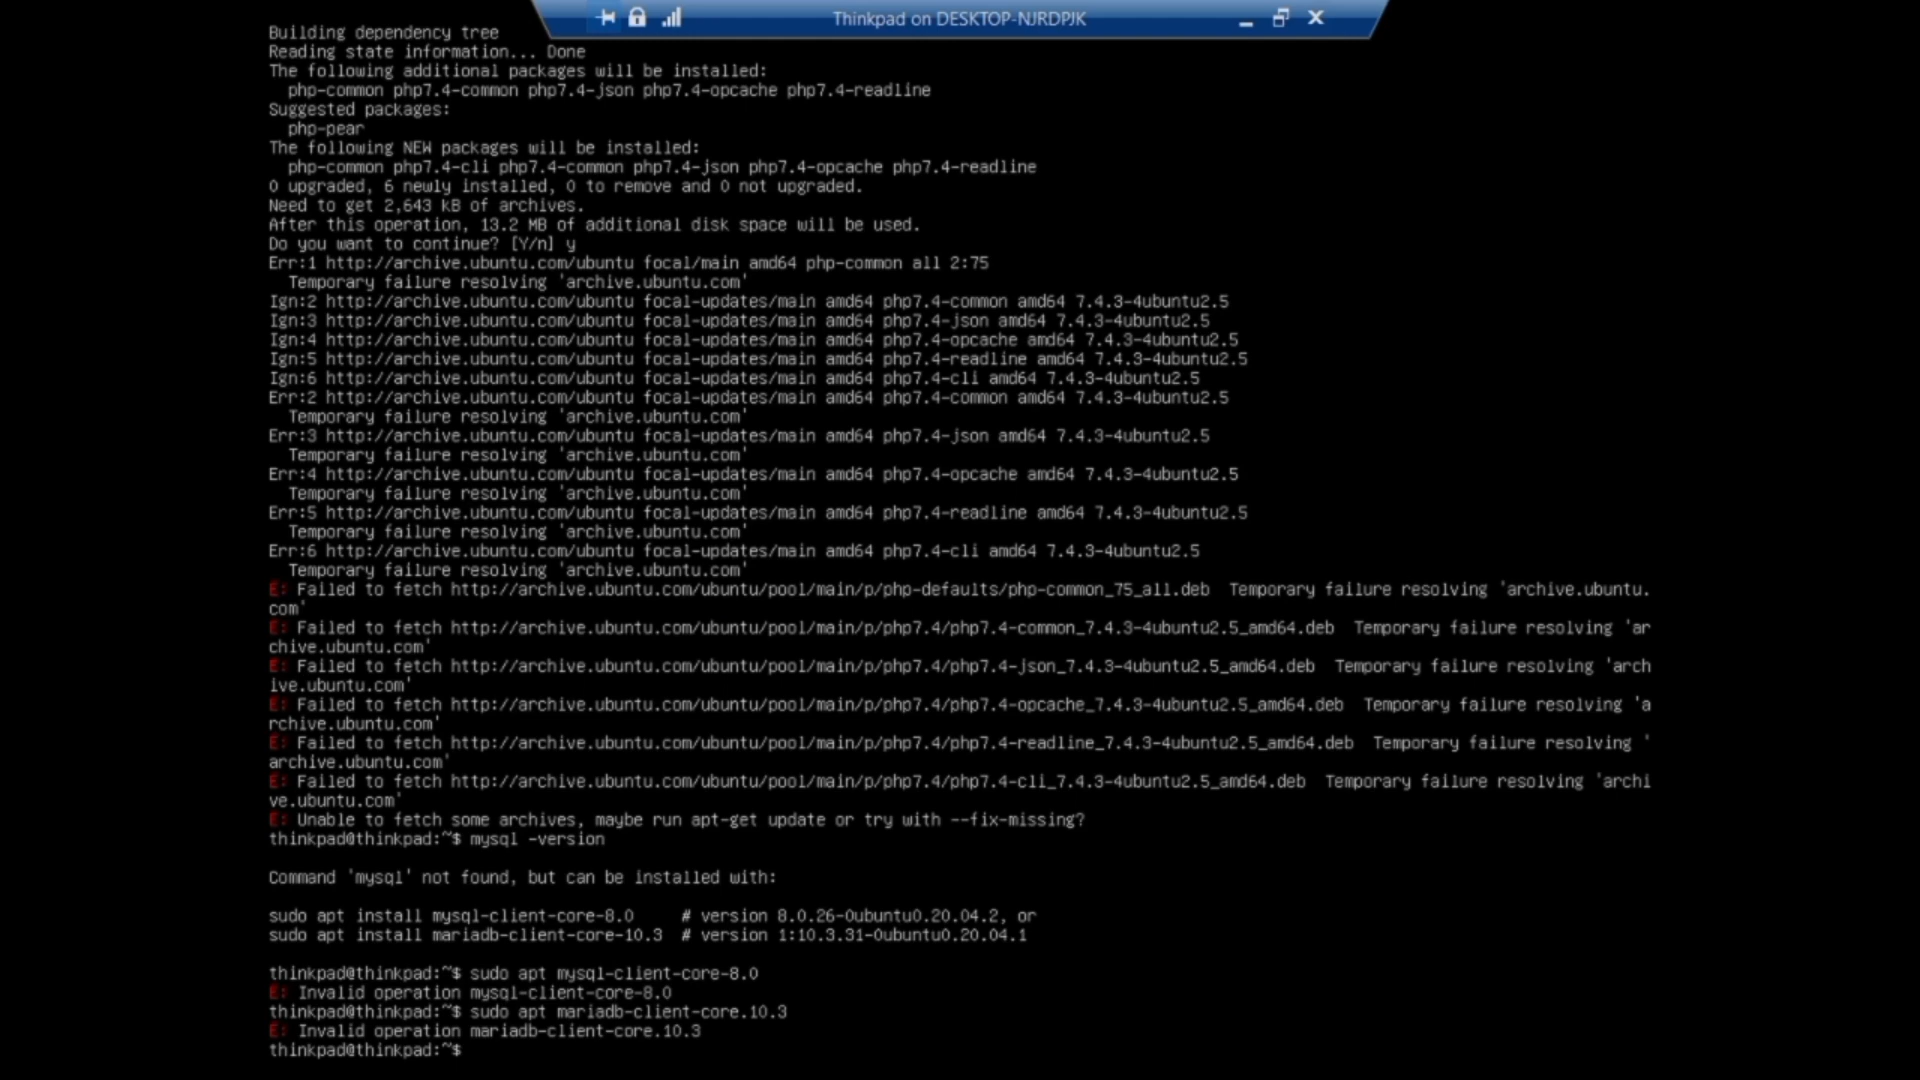 Thinkpad on DESKTOP-NJRDPJK
Building dependency tree
Reading state information... Done
The following additional packages will be installed:
  php-common php7.4-common php7.4-json php7.4-opcache php7.4-readline
Suggested packages:
  php-pear
The following NEW packages will be installed:
  php-common php7.4-cli php7.4-common php7.4-json php7.4-opcache php7.4-readline
0 upgraded, 6 newly installed, 0 to remove and 0 not upgraded.
Need to get 2,643 kB of archives.
After this operation, 13.2 MB of additional disk space will be used.
Do you want to continue? [Y/n] y
Err:1 http://archive.ubuntu.com/ubuntu focal/main amd64 php-common all 2:75
  Temporary failure resolving 'archive.ubuntu.com'
Ign:2 http://archive.ubuntu.com/ubuntu focal-updates/main amd64 php7.4-common amd64 7.4.3-4ubuntu2.5
Ign:3 http://archive.ubuntu.com/ubuntu focal-updates/main amd64 php7.4-json amd64 7.4.3-4ubuntu2.5
Ign:4 http://archive.ubuntu.com/ubuntu focal-updates/main amd64 php7.4-opcache amd64 7.4.3-4ubuntu2.5
Ign:5 http://archive.ubuntu.com/ubuntu focal-updates/main amd64 php7.4-readline amd64 7.4.3-4ubuntu2.5
Ign:6 http://archive.ubuntu.com/ubuntu focal-updates/main amd64 php7.4-cli amd64 7.4.3-4ubuntu2.5
Err:2 http://archive.ubuntu.com/ubuntu focal-updates/main amd64 php7.4-common amd64 7.4.3-4ubuntu2.5
  Temporary failure resolving 'archive.ubuntu.com'
Err:3 http://archive.ubuntu.com/ubuntu focal-updates/main amd64 php7.4-json amd64 7.4.3-4ubuntu2.5
  Temporary failure resolving 'archive.ubuntu.com'
Err:4 http://archive.ubuntu.com/ubuntu focal-updates/main amd64 php7.4-opcache amd64 7.4.3-4ubuntu2.5
  Temporary failure resolving 'archive.ubuntu.com'
Err:5 http://archive.ubuntu.com/ubuntu focal-updates/main amd64 php7.4-readline amd64 7.4.3-4ubuntu2.5
  Temporary failure resolving 'archive.ubuntu.com'
Err:6 http://archive.ubuntu.com/ubuntu focal-updates/main amd64 php7.4-cli amd64 7.4.3-4ubuntu2.5
  Temporary failure resolving 'archive.ubuntu.com'
E: Failed to fetch http://archive.ubuntu.com/ubuntu/pool/main/p/php-defaults/php-common_75_all.deb  Temporary failure resolving 'archive.ubuntu.
com'
E: Failed to fetch http://archive.ubuntu.com/ubuntu/pool/main/p/php7.4/php7.4-common_7.4.3-4ubuntu2.5_amd64.deb  Temporary failure resolving 'ar
chive.ubuntu.com'
E: Failed to fetch http://archive.ubuntu.com/ubuntu/pool/main/p/php7.4/php7.4-json_7.4.3-4ubuntu2.5_amd64.deb  Temporary failure resolving 'arch
ive.ubuntu.com'
E: Failed to fetch http://archive.ubuntu.com/ubuntu/pool/main/p/php7.4/php7.4-opcache_7.4.3-4ubuntu2.5_amd64.deb  Temporary failure resolving 'a
rchive.ubuntu.com'
E: Failed to fetch http://archive.ubuntu.com/ubuntu/pool/main/p/php7.4/php7.4-readline_7.4.3-4ubuntu2.5_amd64.deb  Temporary failure resolving '
archive.ubuntu.com'
E: Failed to fetch http://archive.ubuntu.com/ubuntu/pool/main/p/php7.4/php7.4-cli_7.4.3-4ubuntu2.5_amd64.deb  Temporary failure resolving 'archi
ve.ubuntu.com'
E: Unable to fetch some archives, maybe run apt-get update or try with --fix-missing?
thinkpad@thinkpad:~$ mysql -version
Command 'mysql' not found, but can be installed with:
sudo apt install mysql-client-core-8.0     # version 8.0.26-0ubuntu0.20.04.2, or
sudo apt install mariadb-client-core-10.3  # version 1:10.3.31-0ubuntu0.20.04.1
thinkpad@thinkpad:~$ sudo apt mysql-client-core-8.0
E: Invalid operation mysql-client-core-8.0
thinkpad@thinkpad:~$ sudo apt mariadb-client-core.10.3
E: Invalid operation mariadb-client-core.10.3
thinkpad@thinkpad:~$